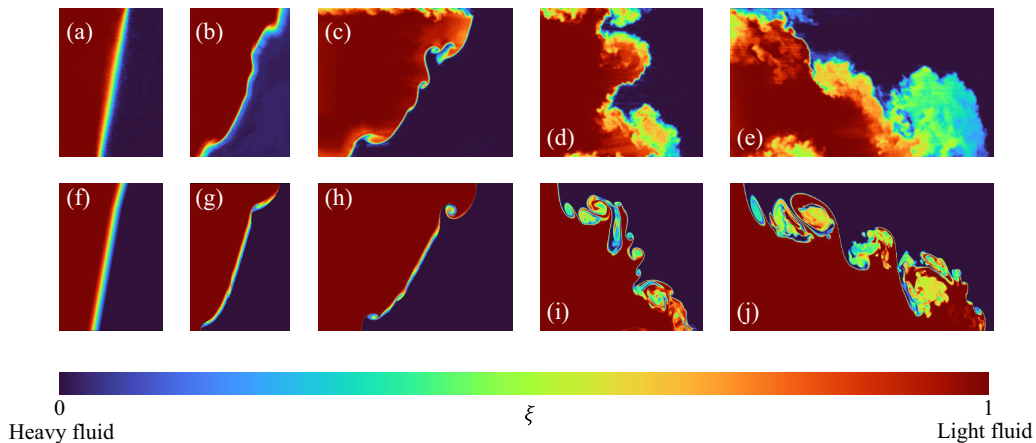 (a) (b) (c) (d) (e)
(f) (g) (h) (i) (j)
0 ξ 1
Heavy fluid Light fluid